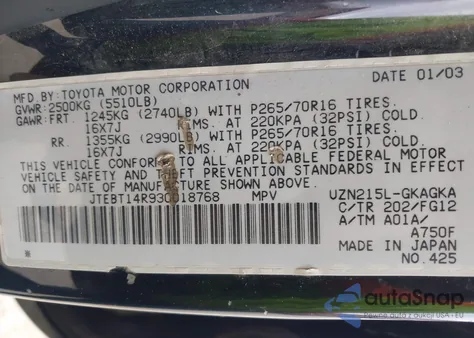 MFD.BY:TOYOTA MOTOR CORPORATION DATE 01/03
GVWR:2500KG (5510LB)
GAWR:FRT. 1245KG (2740LB) WITH P265/70R16 TIRES.
16X7J RIMS AT 220KPA (32PSI) COLD.
RR. 1355KG (2990LB) WITH P265/70R16 TIRES.
16X7J RIMS AT 220KPA (32PSI) COLD.
THIS VEHICLE CONFORMS TO ALL APPLICABLE FEDERAL MOTOR
VEHICLE SAFETY AND THEFT PREVENTION STANDARDS IN EFFECT
ON THE DATE OF MANUFACTURE SHOWN ABOVE.
JTEBT14R930018768 MPV UZN215L-GKAGKA
C/TR 202/FG12
A/TM A01A/
A750F
MADE IN JAPAN
NO.425
autoSnap
USA - EU